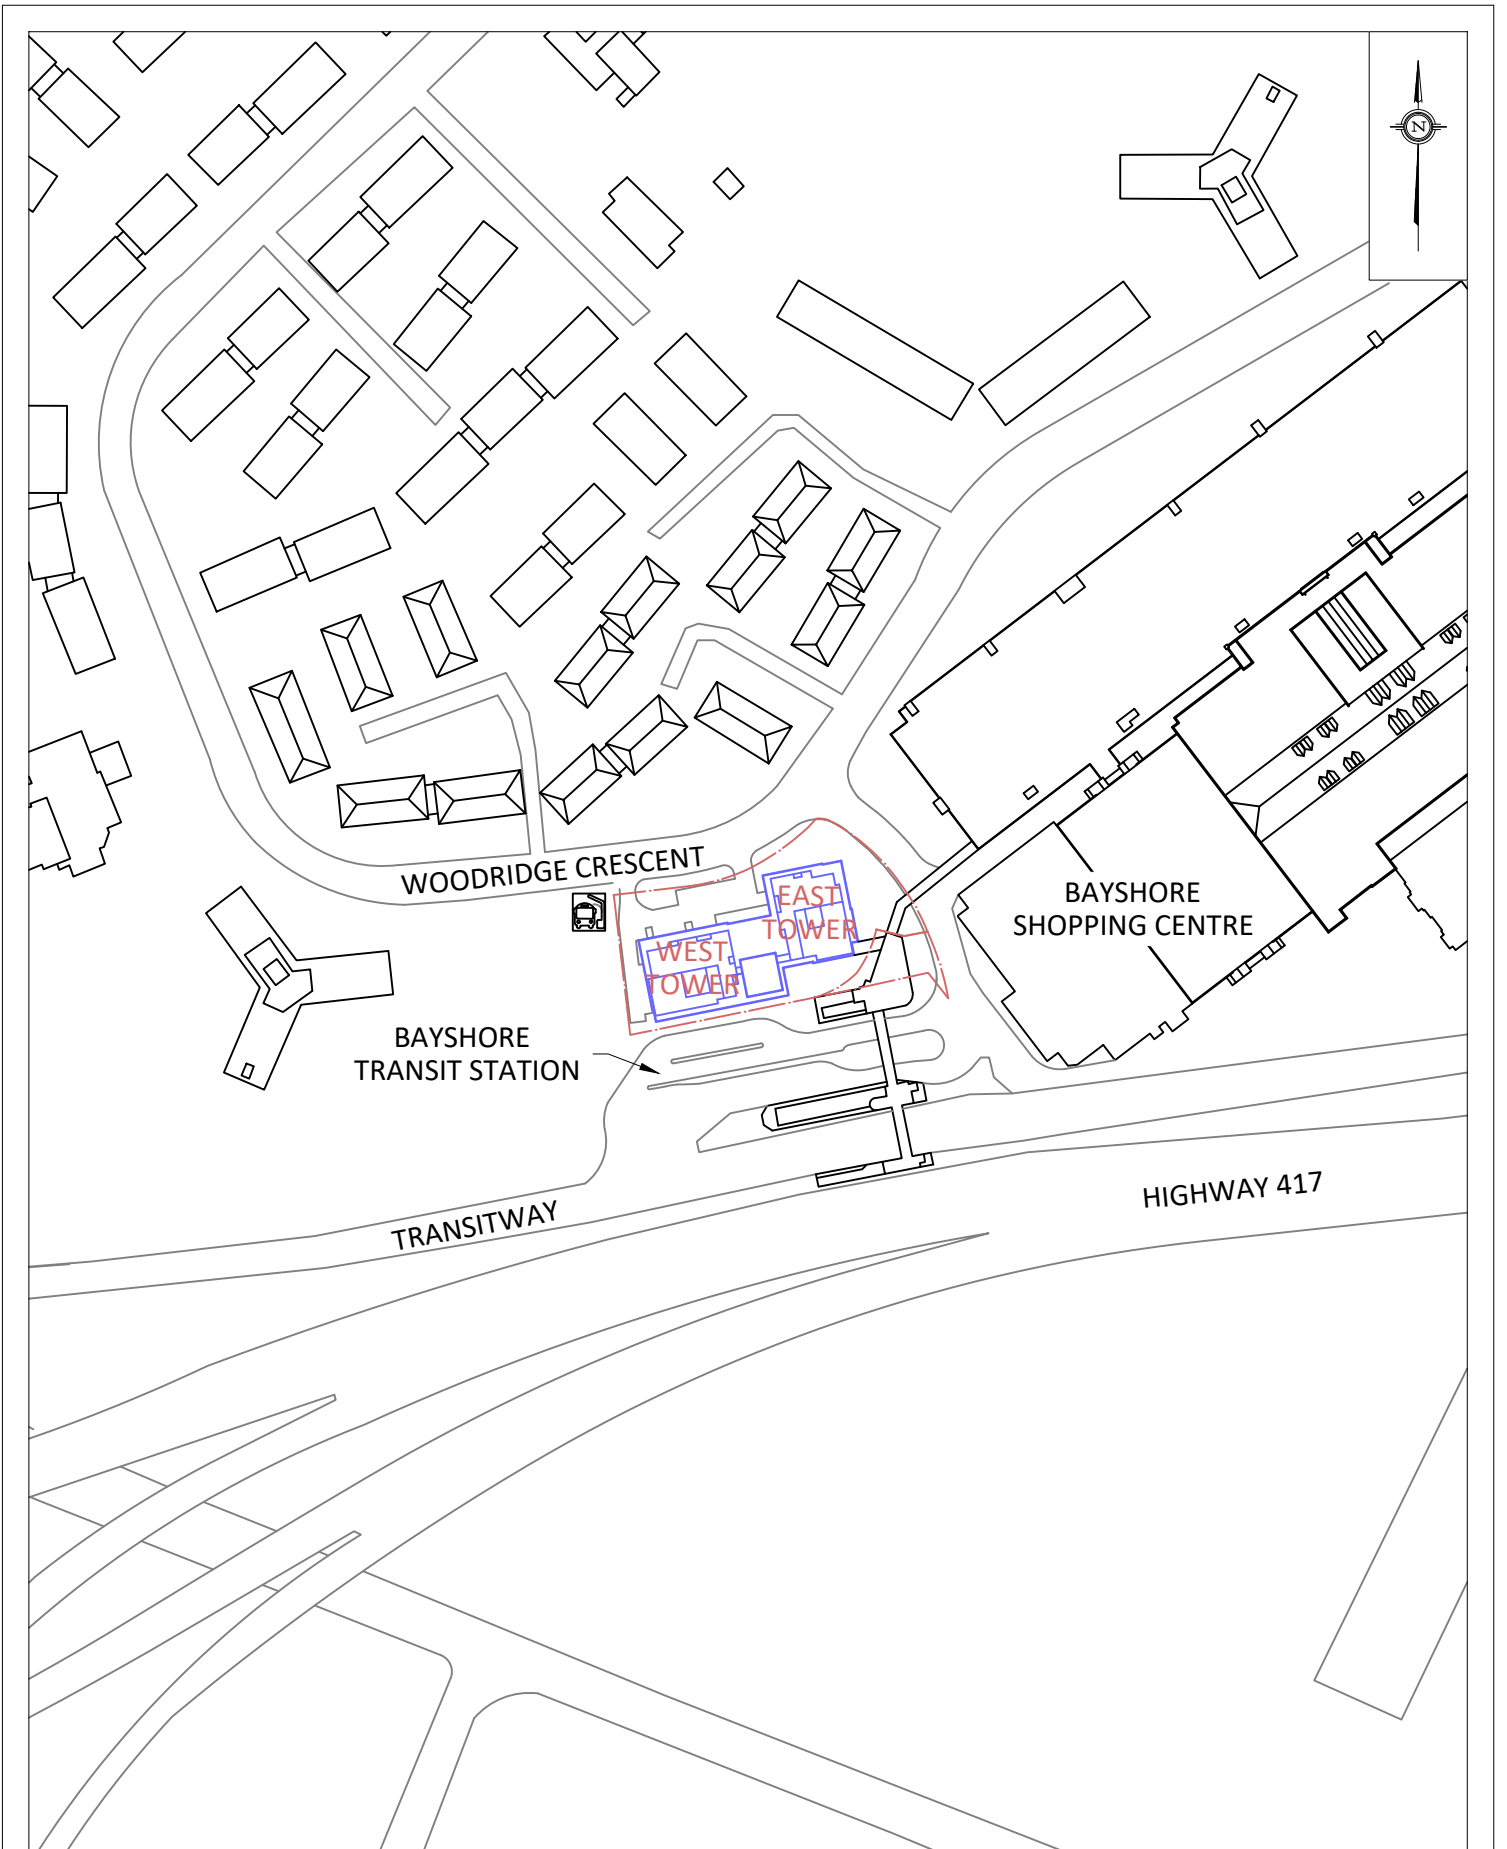 N
WOODRIDGE CRESCENT
EAST
TOWER
BAYSHORE
SHOPPING CENTRE
WEST
TOWER
BAYSHORE
TRANSIT STATION
HIGHWAY 417
TRANSITWAY